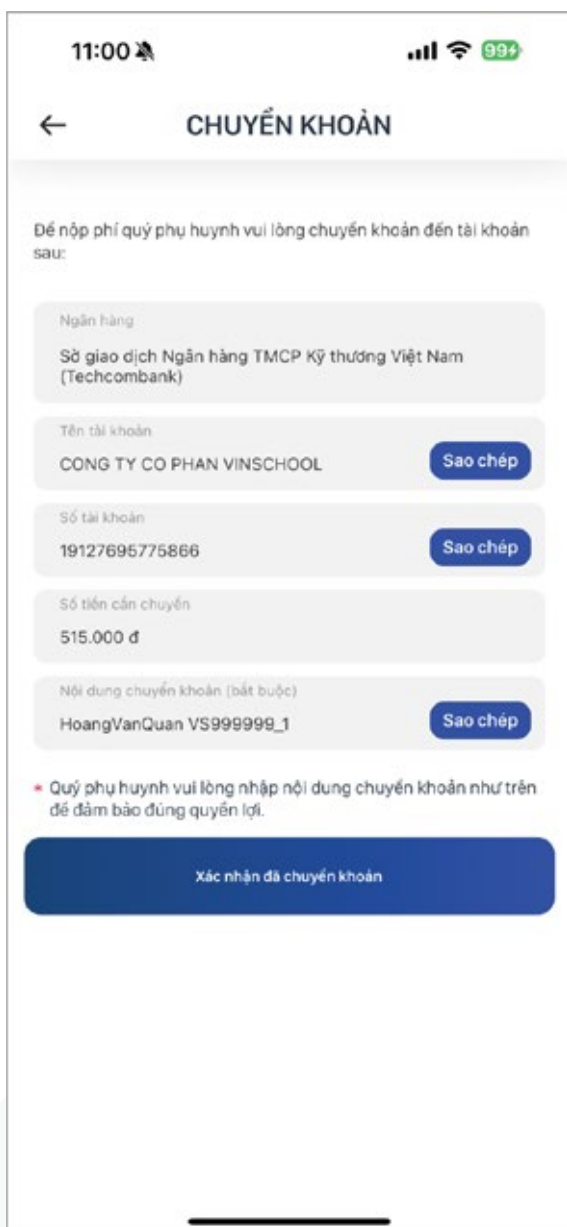 11:00
99
CHUYỂN KHOẢN
Để nộp phí quý phụ huynh vui lòng chuyển khoản đến tài khoản
sau:
Ngân hàng
Sở giao dịch Ngân hàng TMCP Kỹ thương Việt Nam
(Techcombank)
Tên tài khoản
CONG TY CO PHAN VINSCHOOL
Sao chép
Số tài khoản
19127695775866
Sao chép
Số tiền cần chuyển
515.000 đ
Nội dung chuyển khoản (bắt buộc)
HoangVanQuan VS999999_1
Sao chép
* Quý phụ huynh vui lòng nhập nội dung chuyển khoản như trên
để đảm bảo đúng quyền lợi.
Xác nhận đã chuyển khoản